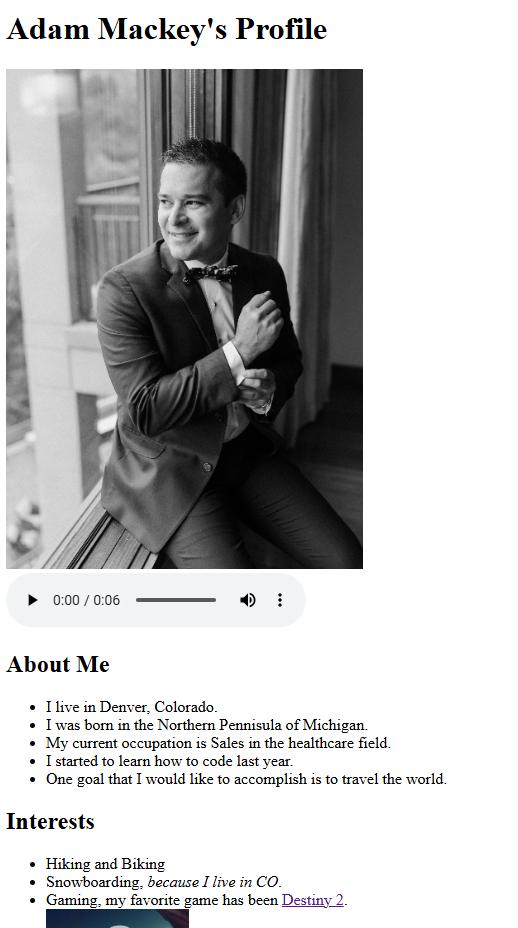 Adam Mackey's Profile
0:00 / 0:06
About Me
I live in Denver, Colorado.
I was born in the Northern Pennisula of Michigan.
My current occupation is Sales in the healthcare field.
I started to learn how to code last year.
One goal that I would like to accomplish is to travel the world.
Interests
Hiking and Biking
Snowboarding, because I live in CO.
Gaming, my favorite game has been Destiny 2.